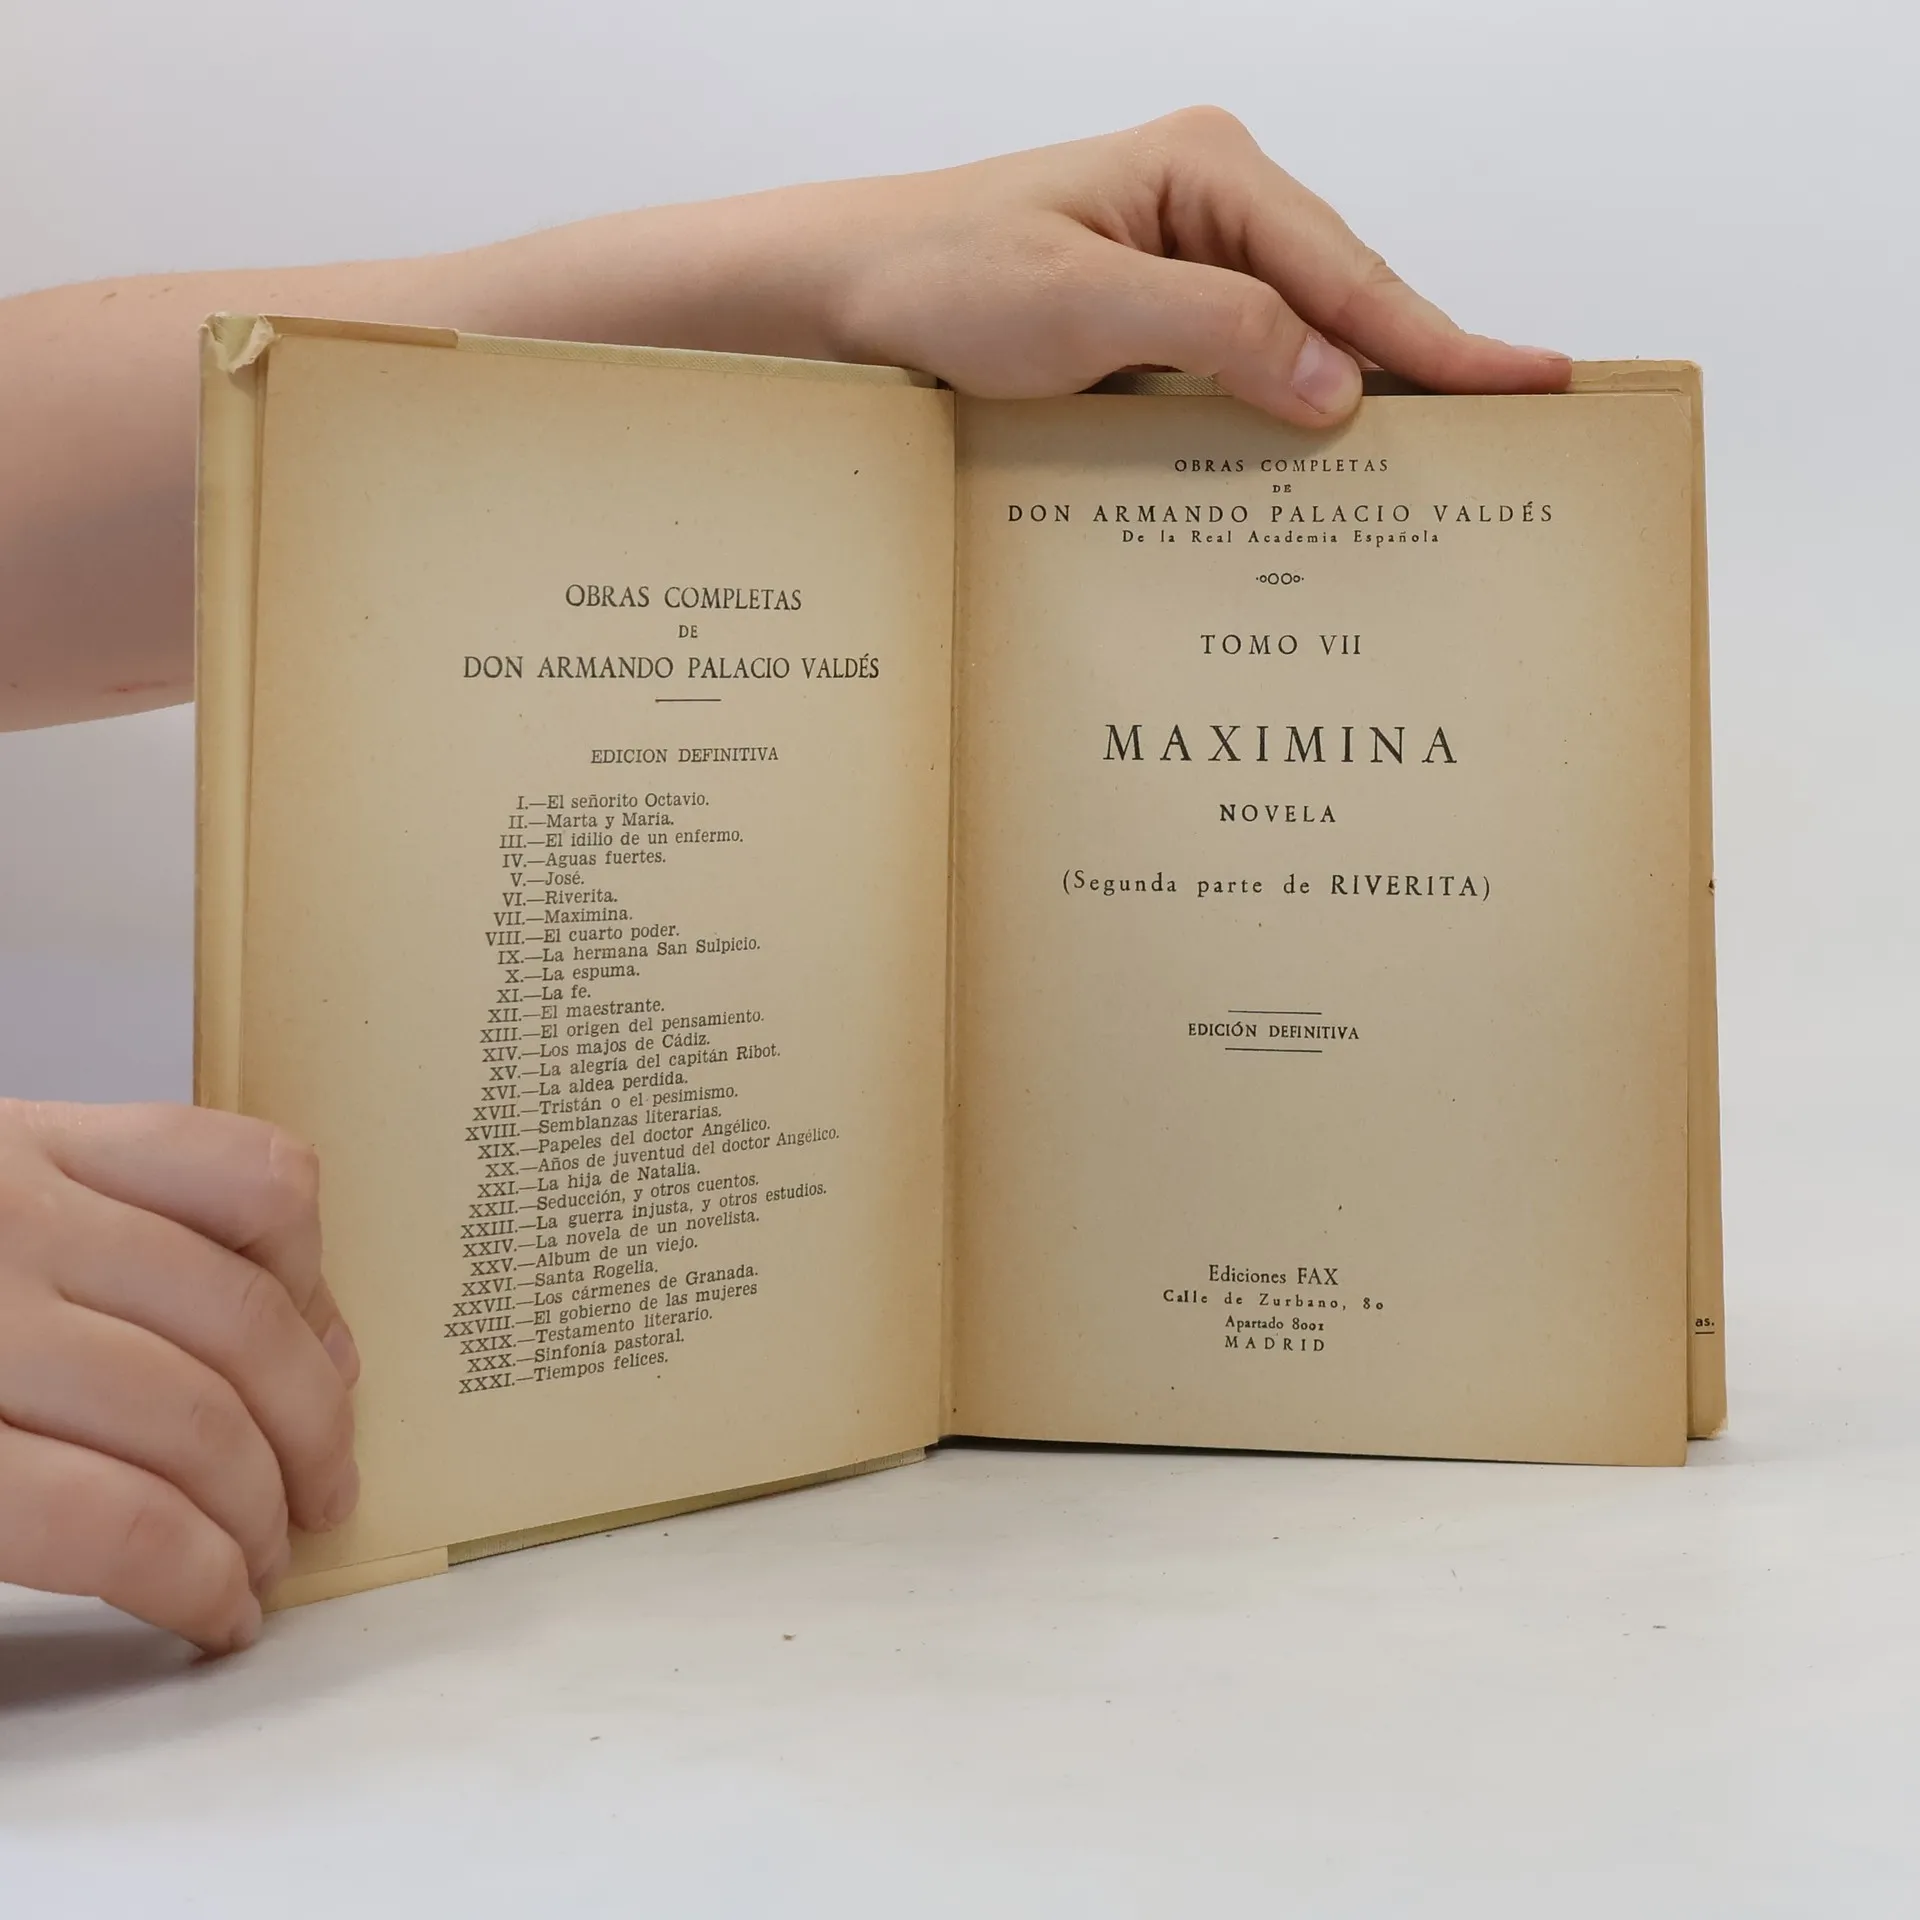 OBRAS COMPLETAS
DE
DON ARMANDO PALACIO VALDÉS
EDICION DEFINITIVA
I.—El señorito Octavio.
II.—Marta y María.
III.—El idilio de un enfermo.
IV.—Aguas fuertes.
V.—José.
VI.—Riverita.
VII.—Maximina.
VIII.—El cuarto poder.
IX.—La hermana San Sulpicio.
X.—La espuma.
XI.—La fe.
XII.—El maestrante.
XIII.—El origen del pensamiento.
XIV.—Los majos de Cádiz.
XV.—La alegría del capitán Ribot.
XVI.—La aldea perdida.
XVII.—Tristán o el pesimismo.
XVIII.—Semblanzas literarias.
XIX.—Papeles del doctor Angélico.
XX.—Años de juventud del doctor Angélico.
XXI.—La hija de Natalia.
XXII.—Seducción, y otros cuentos.
XXIII.—La guerra injusta, y otros estudios.
XXIV.—La novela de un novelista.
XXV.—Album de un viejo.
XXVI.—Santa Rogelia.
XXVII.—Los cármenes de Granada.
XXVIII.—El gobierno de las mujeres
XXIX.—Testamento literario.
XXX.—Sinfonía pastoral.
XXXI.—Tiempos felices.
OBRAS COMPLETAS
DE
DON ARMANDO PALACIO VALDÉS
De la Real Academia Española
TOMO VII
MAXIMINA
NOVELA
(Segunda parte de RIVERITA)
EDICIÓN DEFINITIVA
Ediciones FAX
Calle de Zurbano, 80
Apartado 8001
MADRID
as.